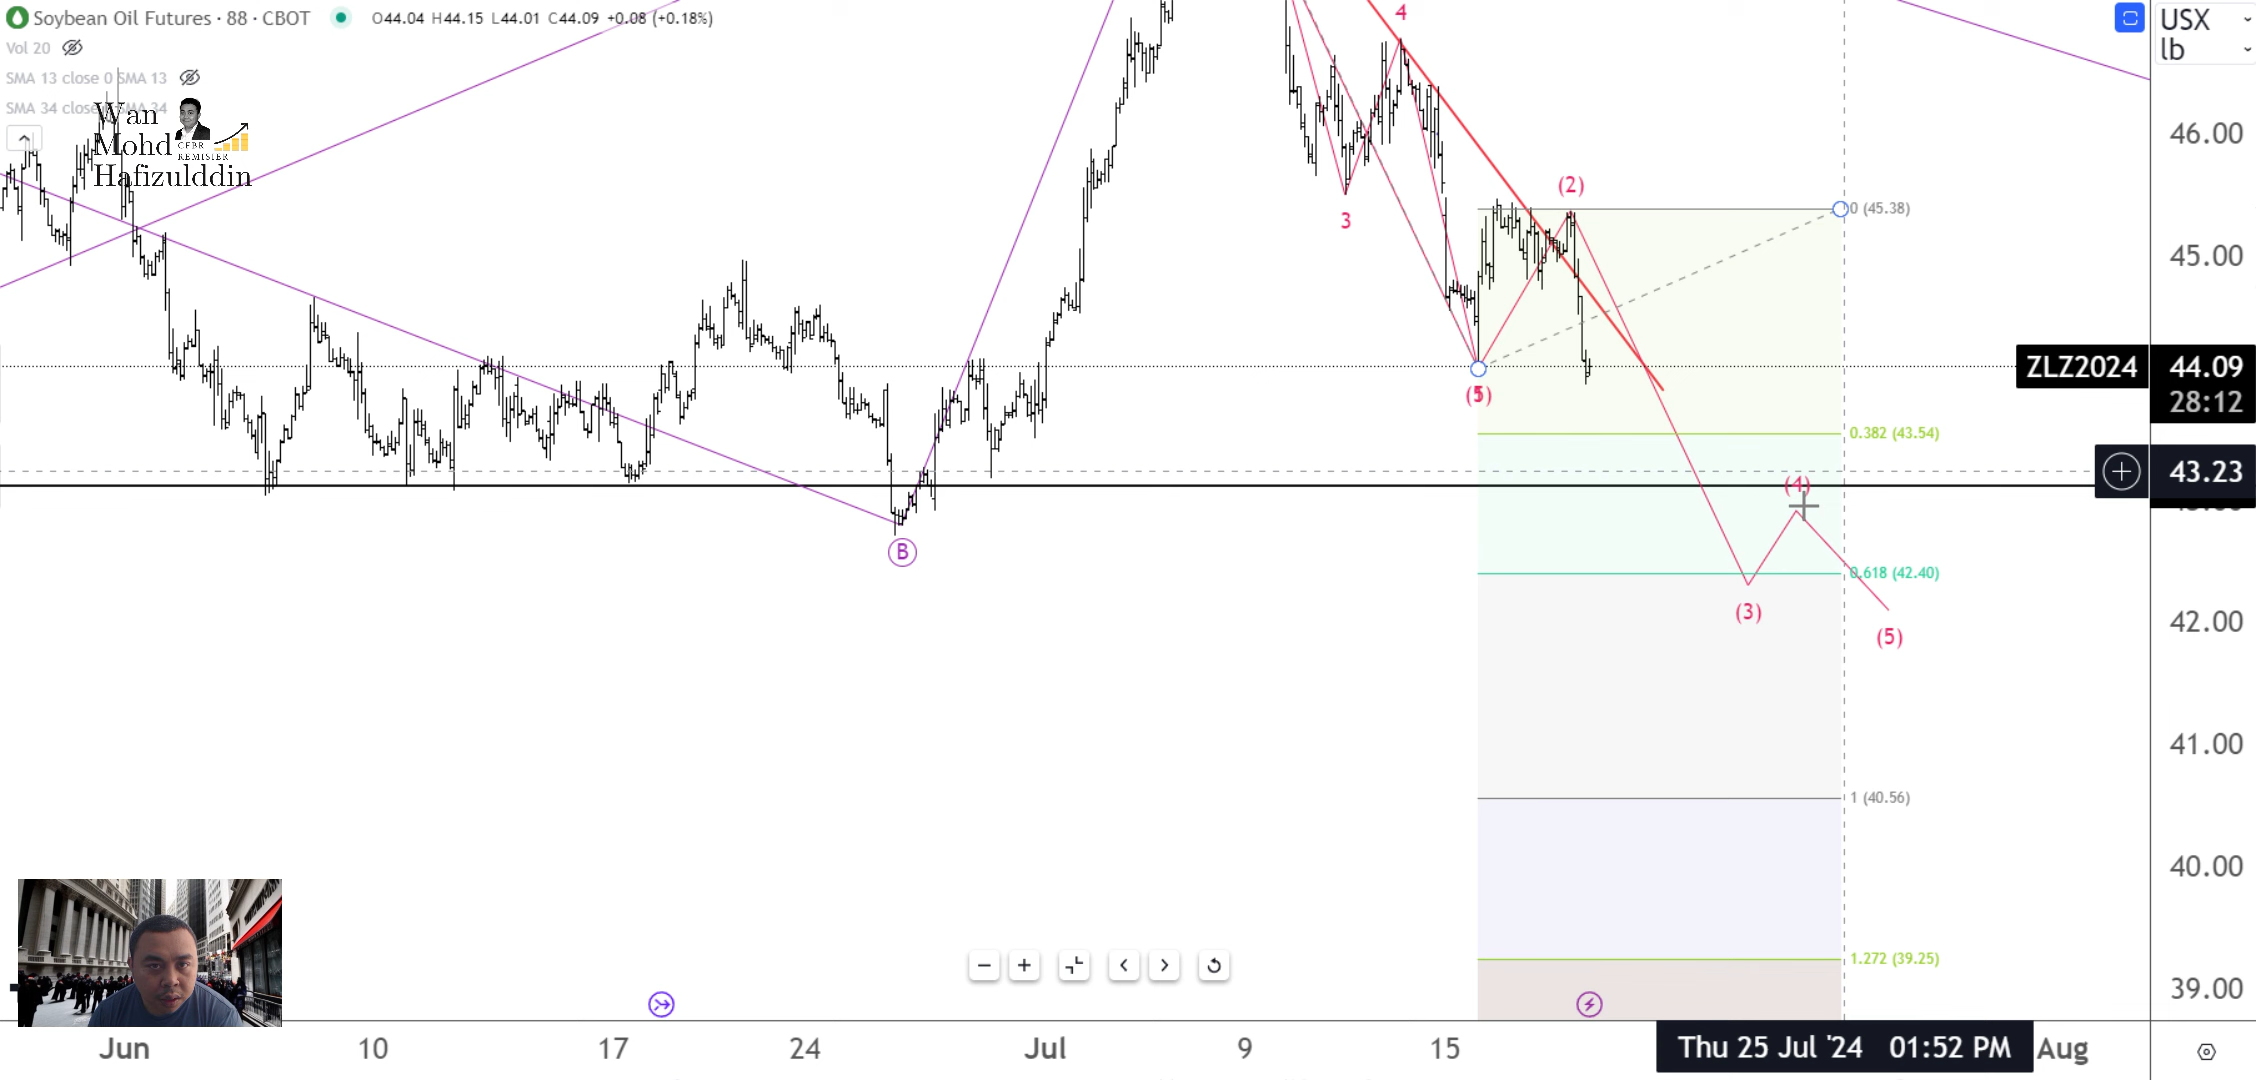 Soybean Oil Futures · 88 · CBOT O44.04 H44.15 L44.01 C44.09 +0.08 (+0.18%)
Vol 20
SMA 13 close 0 SMA 13
SMA 34 close
SMA 34
Wan
Mohd
Hafizulddin
CFBR
REMISIER
USX
lb
46.00
45.00
ZLZ2024 44.09
28:12
43.23
42.00
41.00
40.00
39.00
4
3
(2)
(5)
(4)
(3)
(5)
B
0 (45.38)
0.382 (43.54)
0.618 (42.40)
1 (40.56)
1.272 (39.25)
Jun 10 17 24 Jul 9 15 Thu 25 Jul '24 01:52 PM Aug